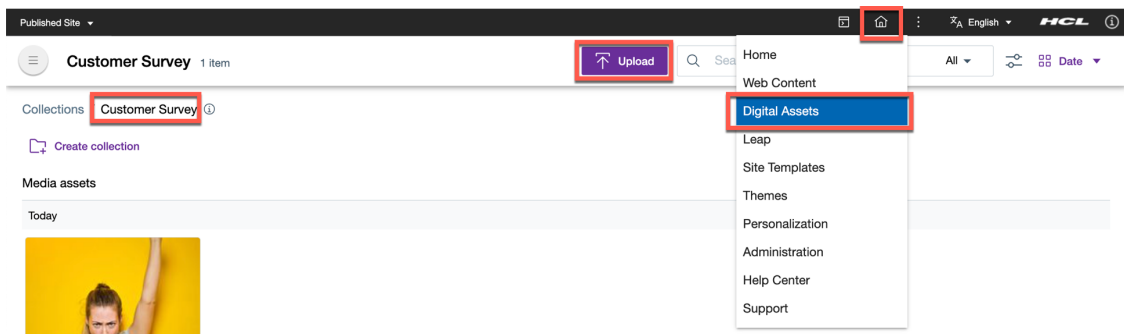 Published Site
English
HCL
Customer Survey 1 item
Upload
All
Date
Home
Web Content
Digital Assets
Leap
Site Templates
Themes
Personalization
Administration
Help Center
Support
Collections Customer Survey
Create collection
Media assets
Today